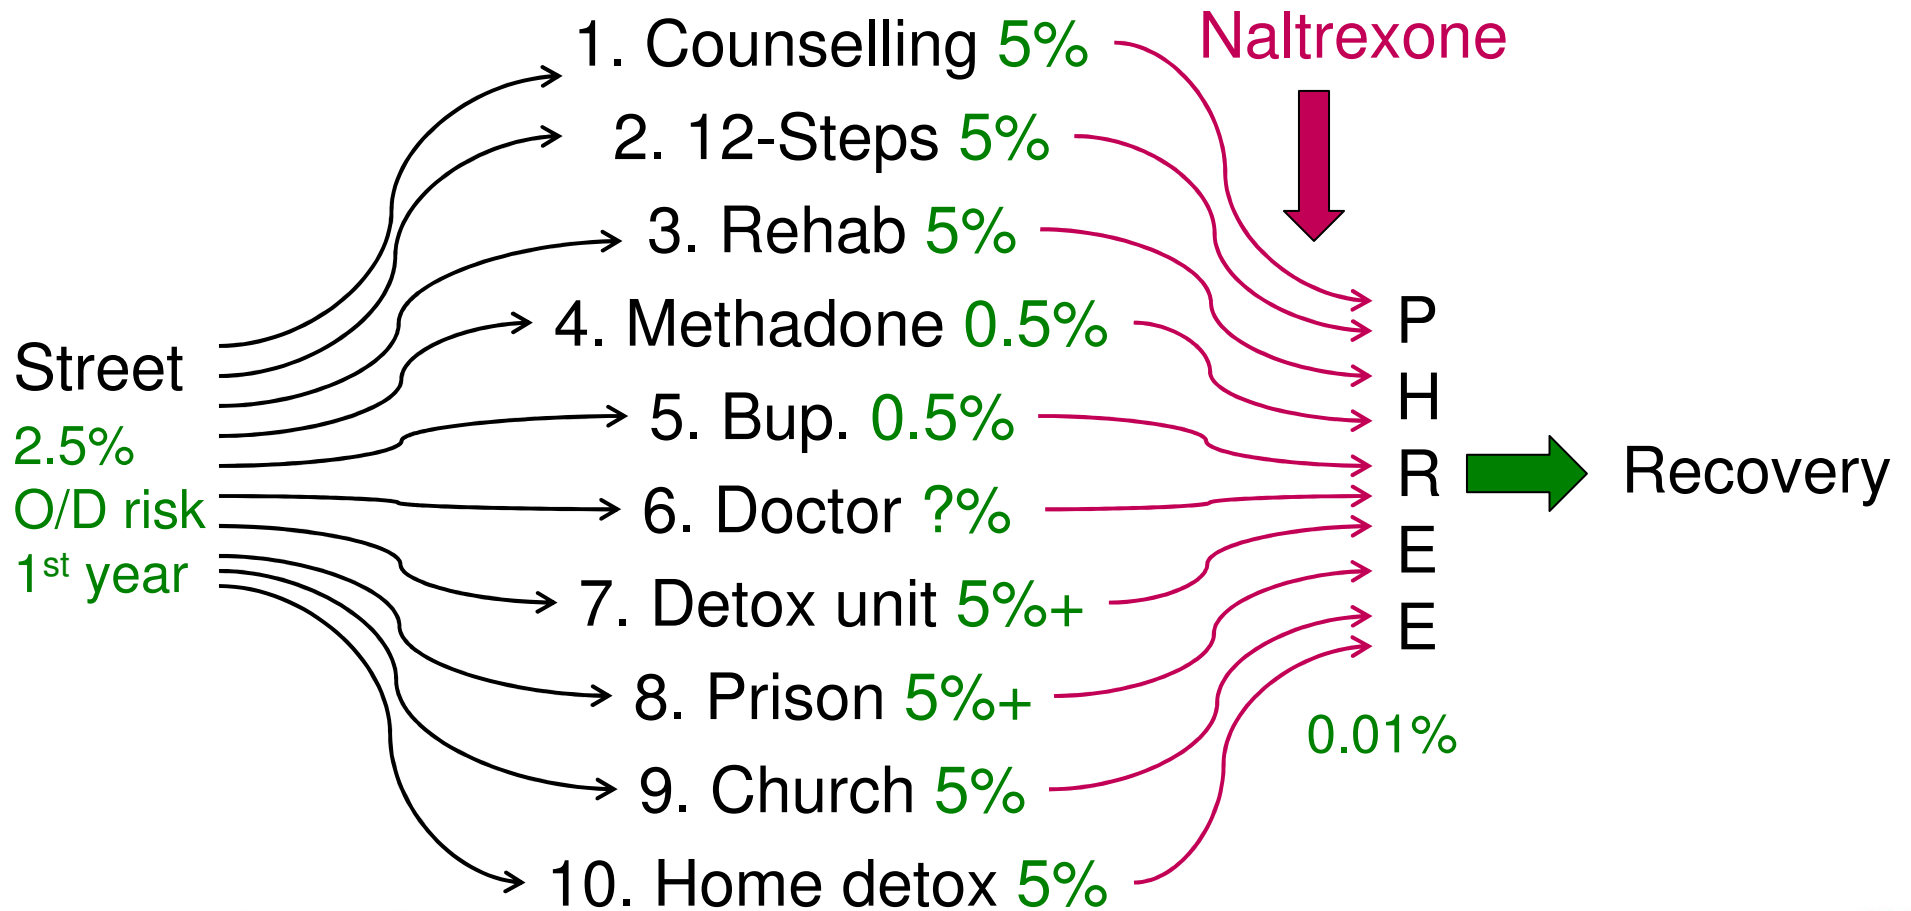 Street
2.5%
O/D risk
1st year
1. Counselling 5%
2. 12-Steps 5%
3. Rehab 5%
4. Methadone 0.5%
5. Bup. 0.5%
6. Doctor ?%
7. Detox unit 5%+
8. Prison 5%+
9. Church 5%
10. Home detox 5%
Naltrexone
P
H
R
E
E
0.01%
Recovery